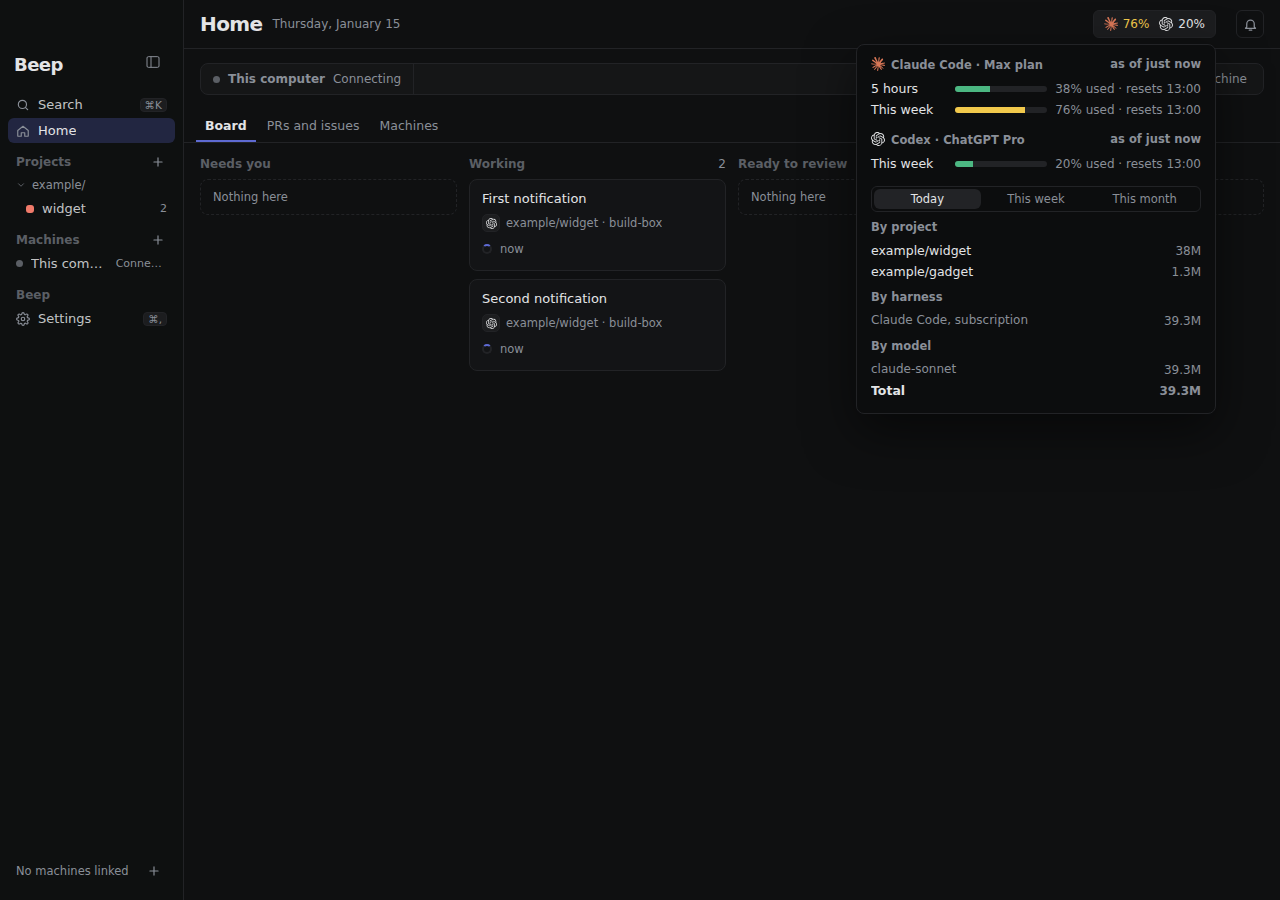 Beep
Search ⌘K
Home
Projects
example/
widget 2
Machines
This com… Conne…
Beep
Settings ⌘,
No machines linked
Home Thursday, January 15
76% 20%
This computer Connecting
chine
Board PRs and issues Machines
Needs you
Nothing here
Working 2
First notification
example/widget · build-box
now
Second notification
example/widget · build-box
now
Ready to review
Nothing here
Claude Code · Max plan as of just now
5 hours 38% used · resets 13:00
This week 76% used · resets 13:00
Codex · ChatGPT Pro as of just now
This week 20% used · resets 13:00
Today This week This month
By project
example/widget 38M
example/gadget 1.3M
By harness
Claude Code, subscription 39.3M
By model
claude-sonnet 39.3M
Total 39.3M